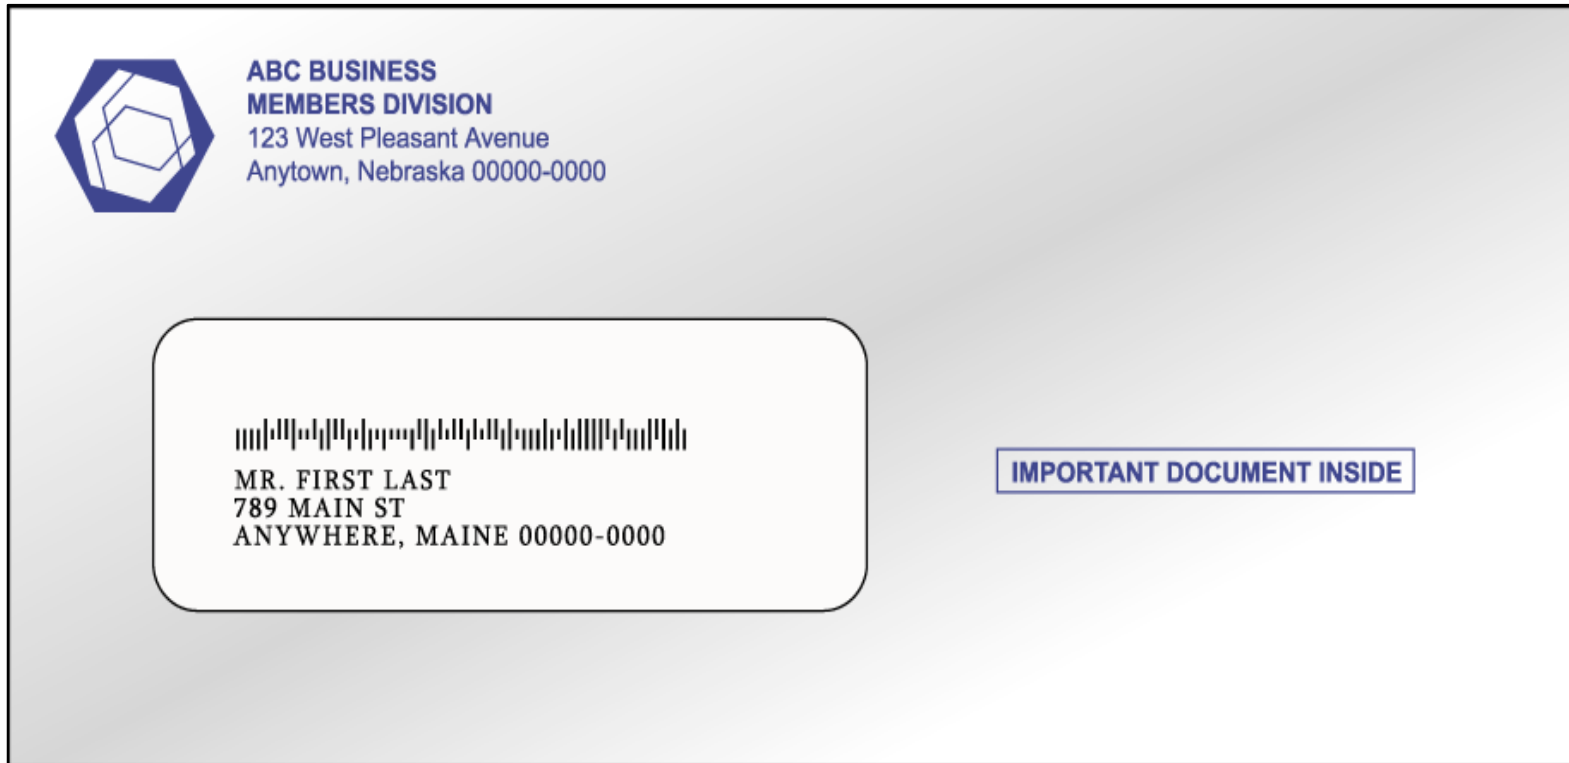 ABC BUSINESS
MEMBERS DIVISION
123 West Pleasant Avenue
Anytown, Nebraska 00000-0000
MR. FIRST LAST
789 MAIN ST
ANYWHERE, MAINE 00000-0000
IMPORTANT DOCUMENT INSIDE